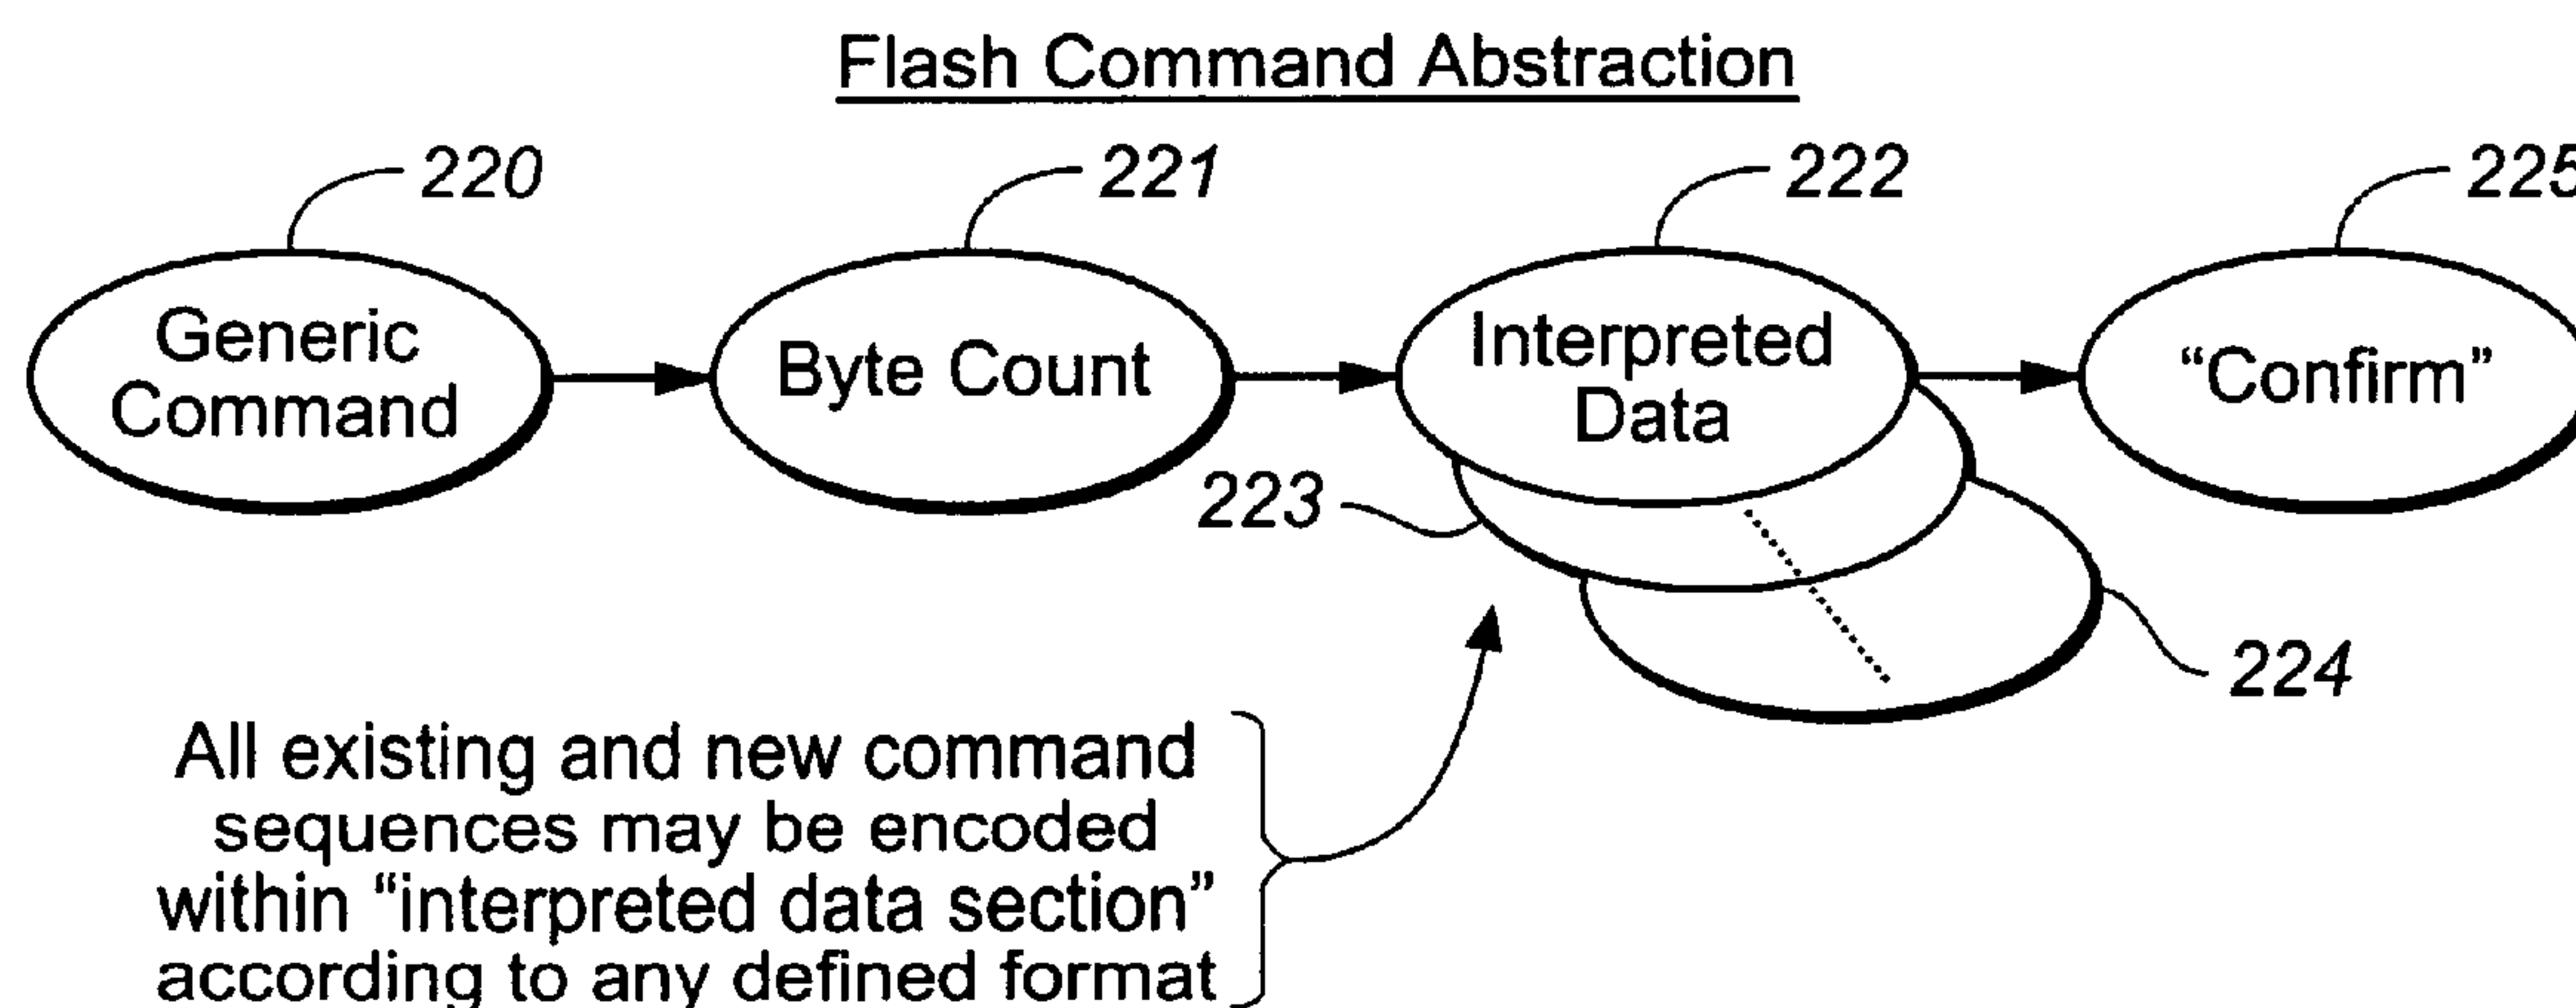 Flash Command Abstraction
220
221
222
225
Generic
Command
Byte Count
Interpreted
Data
“Confirm”
223
224
All existing and new command
sequences may be encoded
within “interpreted data section”
according to any defined format